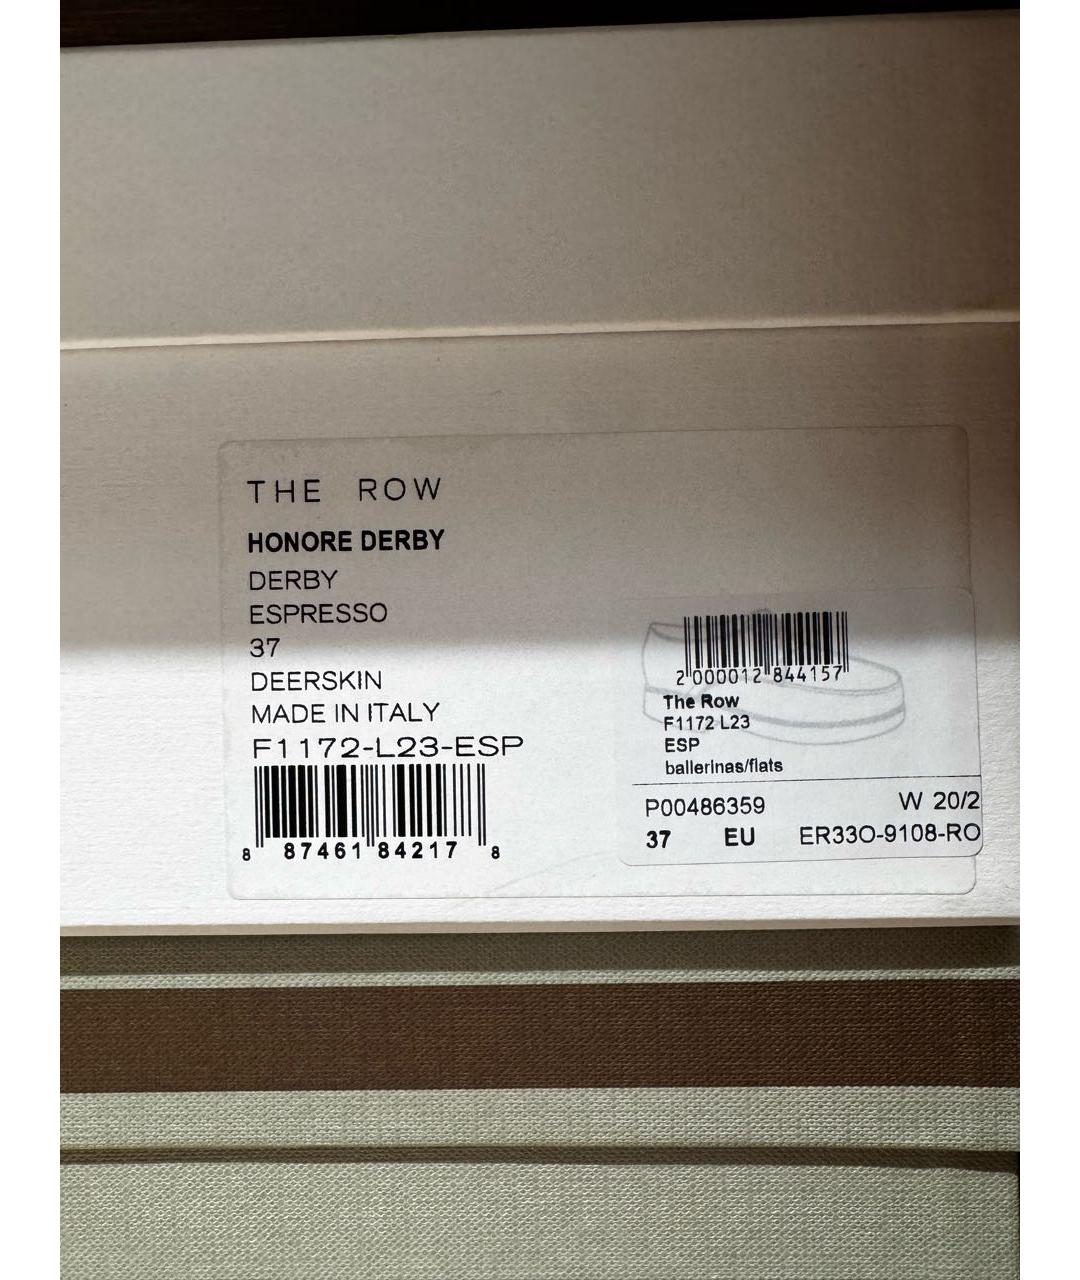 THE ROW
HONORE DERBY
DERBY
ESPRESSO
37
DEERSKIN
MADE IN ITALY
F1172-L23-ESP
8 87461 84217 8
2 000012 844157
The Row
F1172 L23
ESP
ballerinas/flats
P00486359 W 20/2
37 EU ER33O-9108-RO